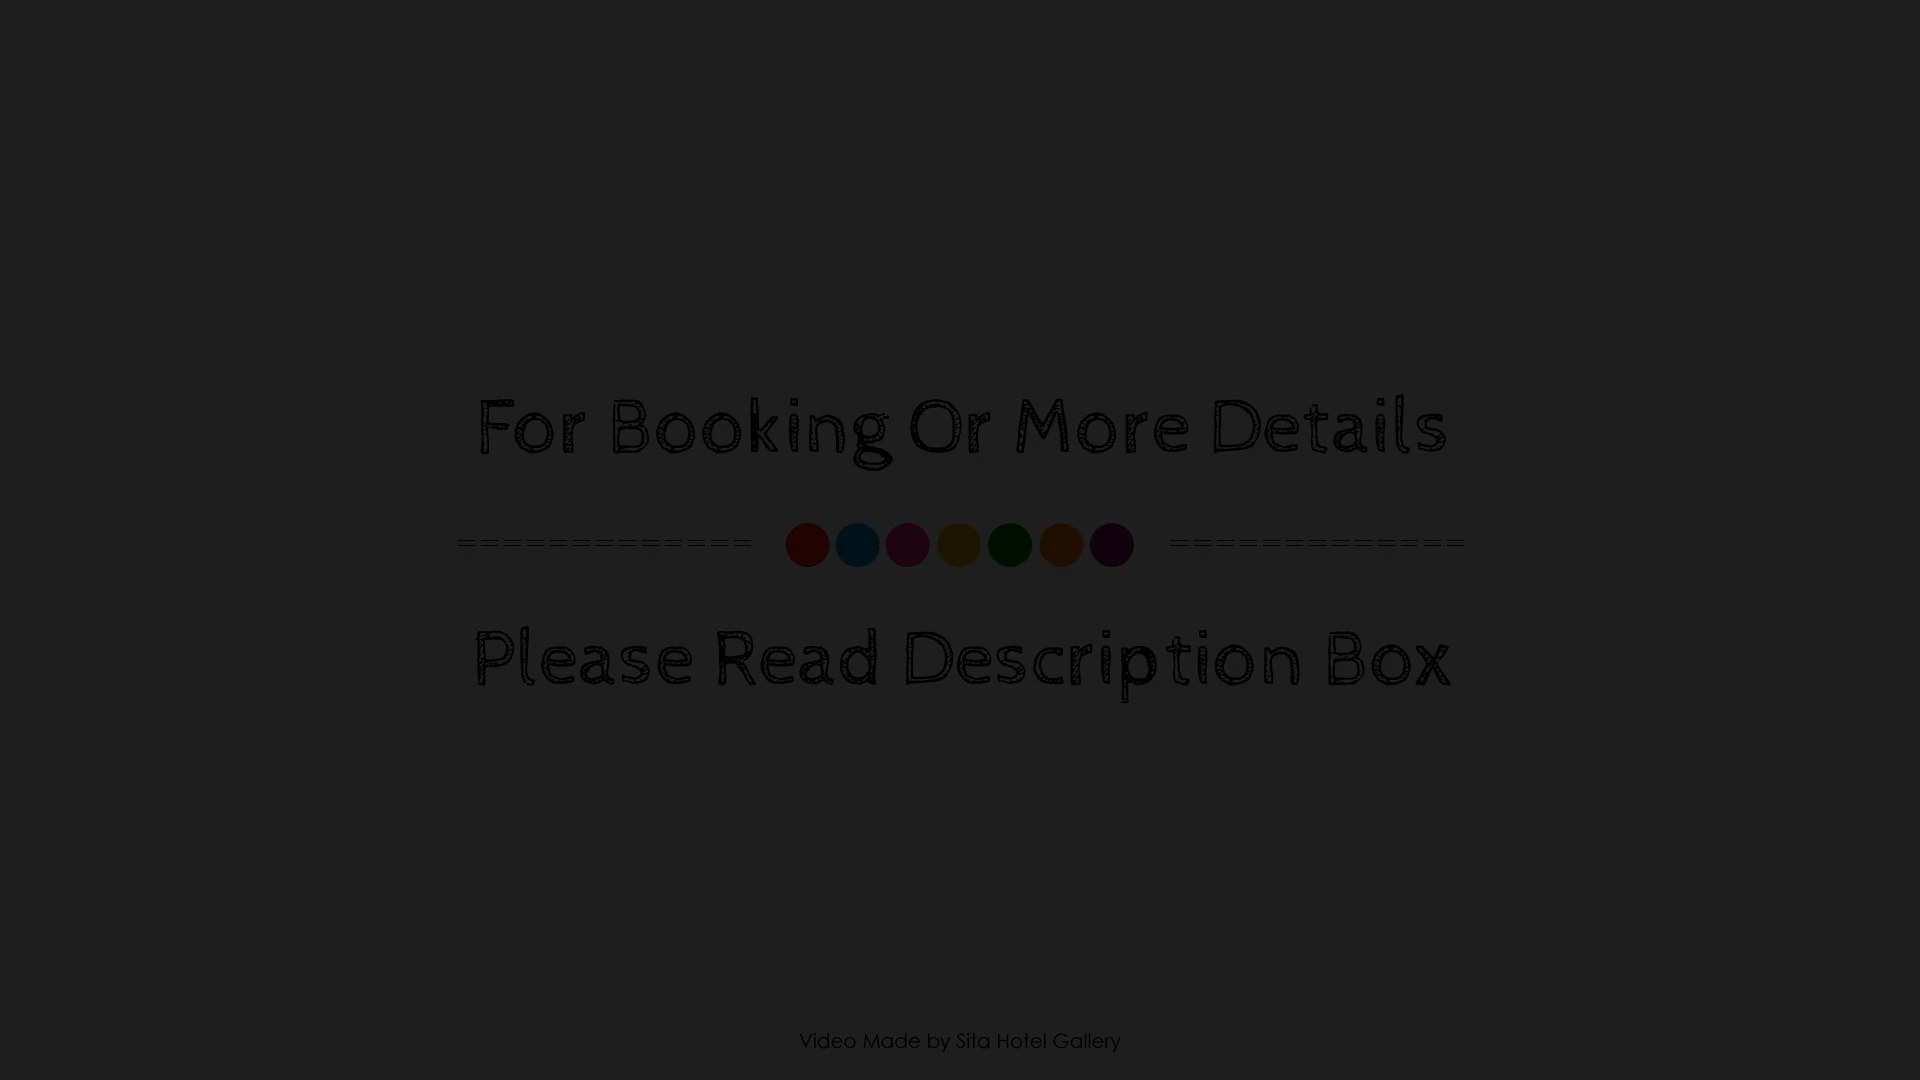 For Booking Or More Details
============= =============
Please Read Description Box
Video Made by Sita Hotel Gallery